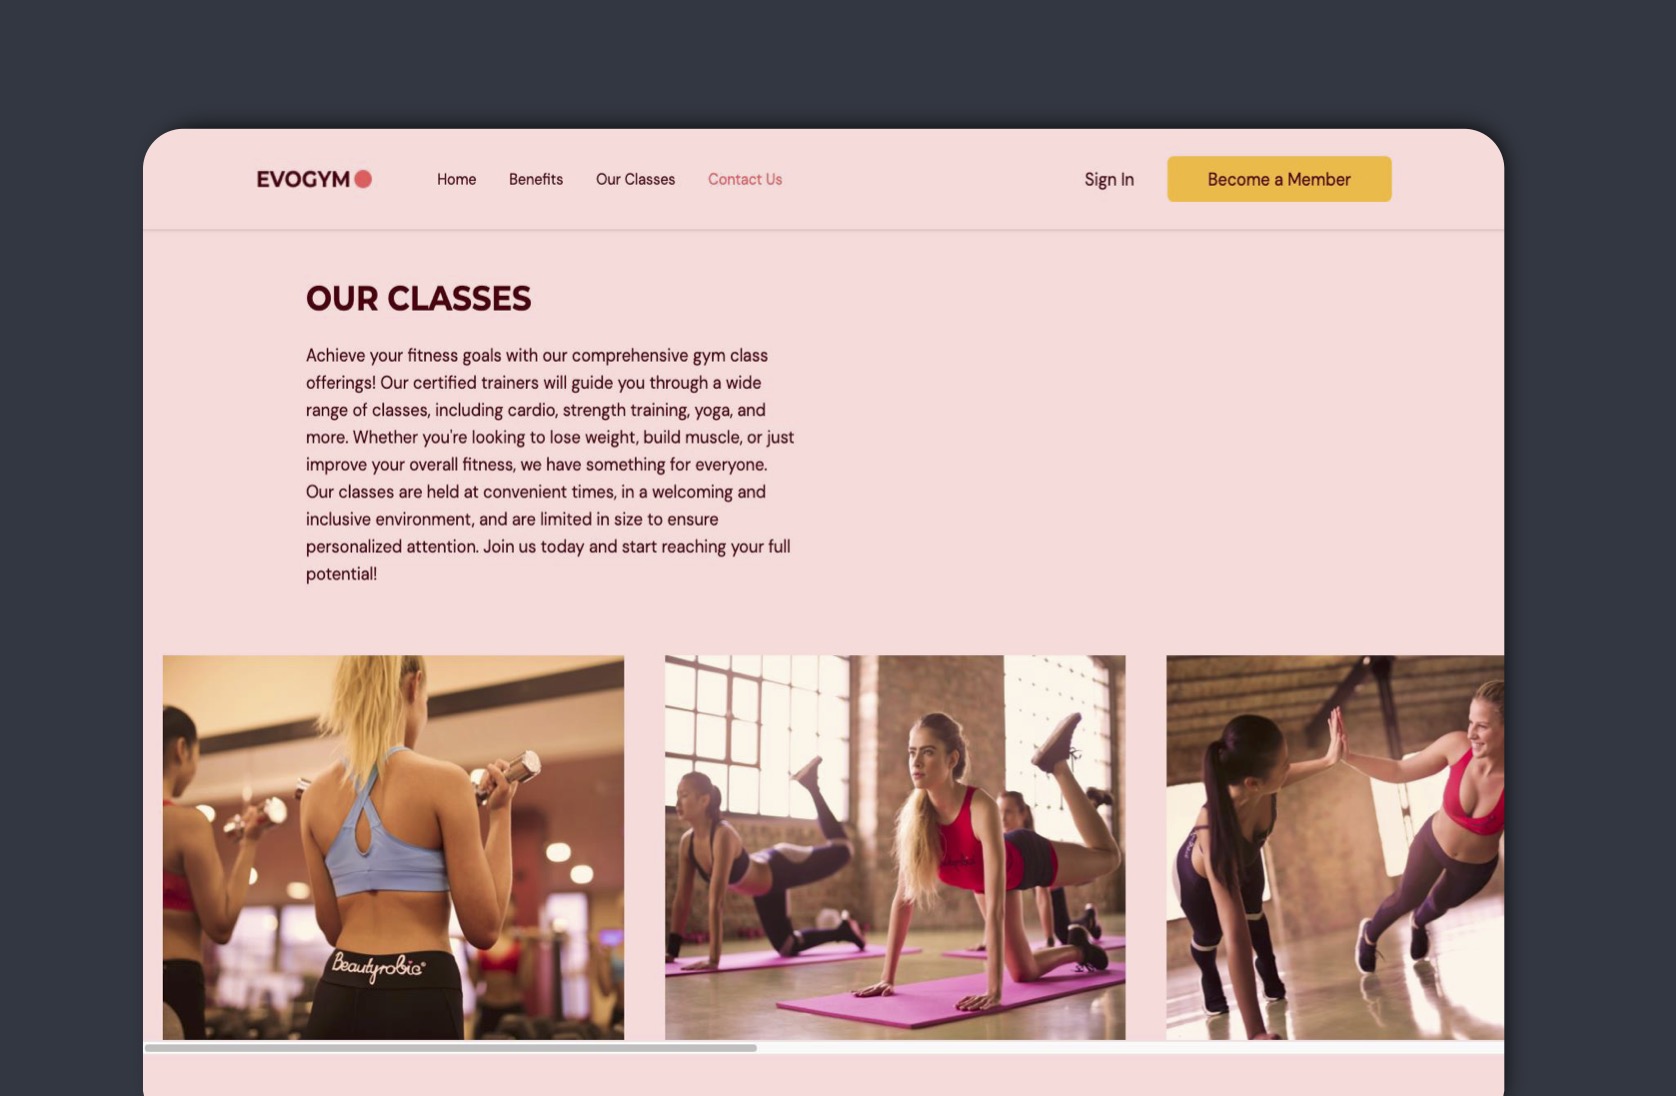 EVOGYM
Home
Benefits
Our Classes
Contact Us
Sign In
Become a Member
OUR CLASSES
Achieve your fitness goals with our comprehensive gym class
offerings! Our certified trainers will guide you through a wide
range of classes, including cardio, strength training, yoga, and
more. Whether you're looking to lose weight, build muscle, or just
improve your overall fitness, we have something for everyone.
Our classes are held at convenient times, in a welcoming and
inclusive environment, and are limited in size to ensure
personalized attention. Join us today and start reaching your full
potential!
Beautyrobic®